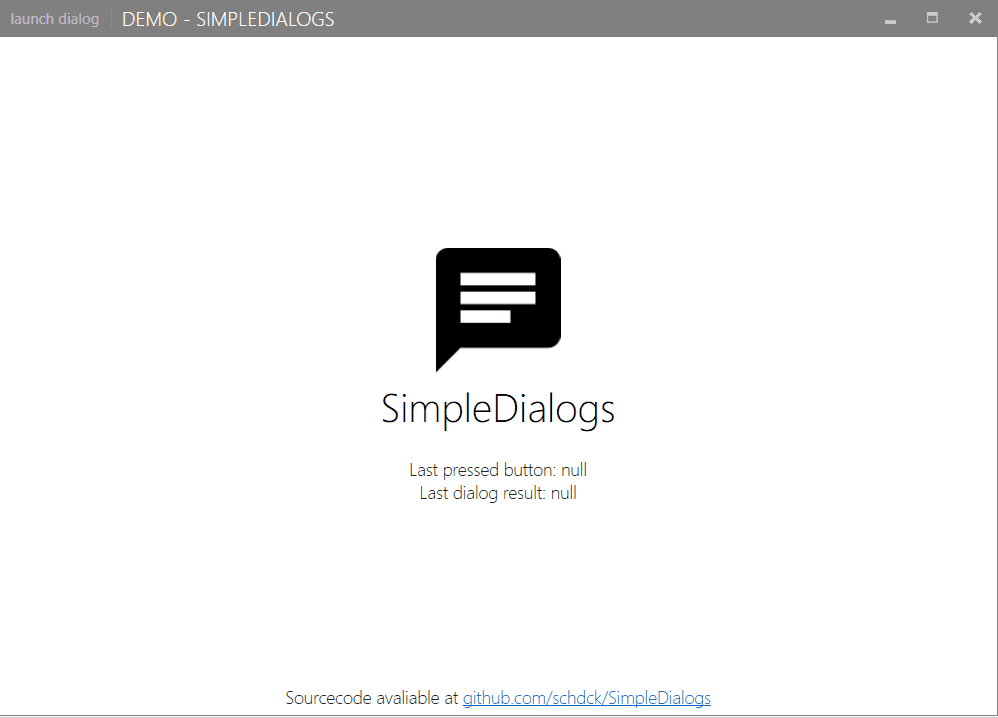 launch dialog DEMO - SIMPLEDIALOGS
SimpleDialogs
Last pressed button: null
Last dialog result: null
Sourcecode avaliable at github.com/schdck/SimpleDialogs